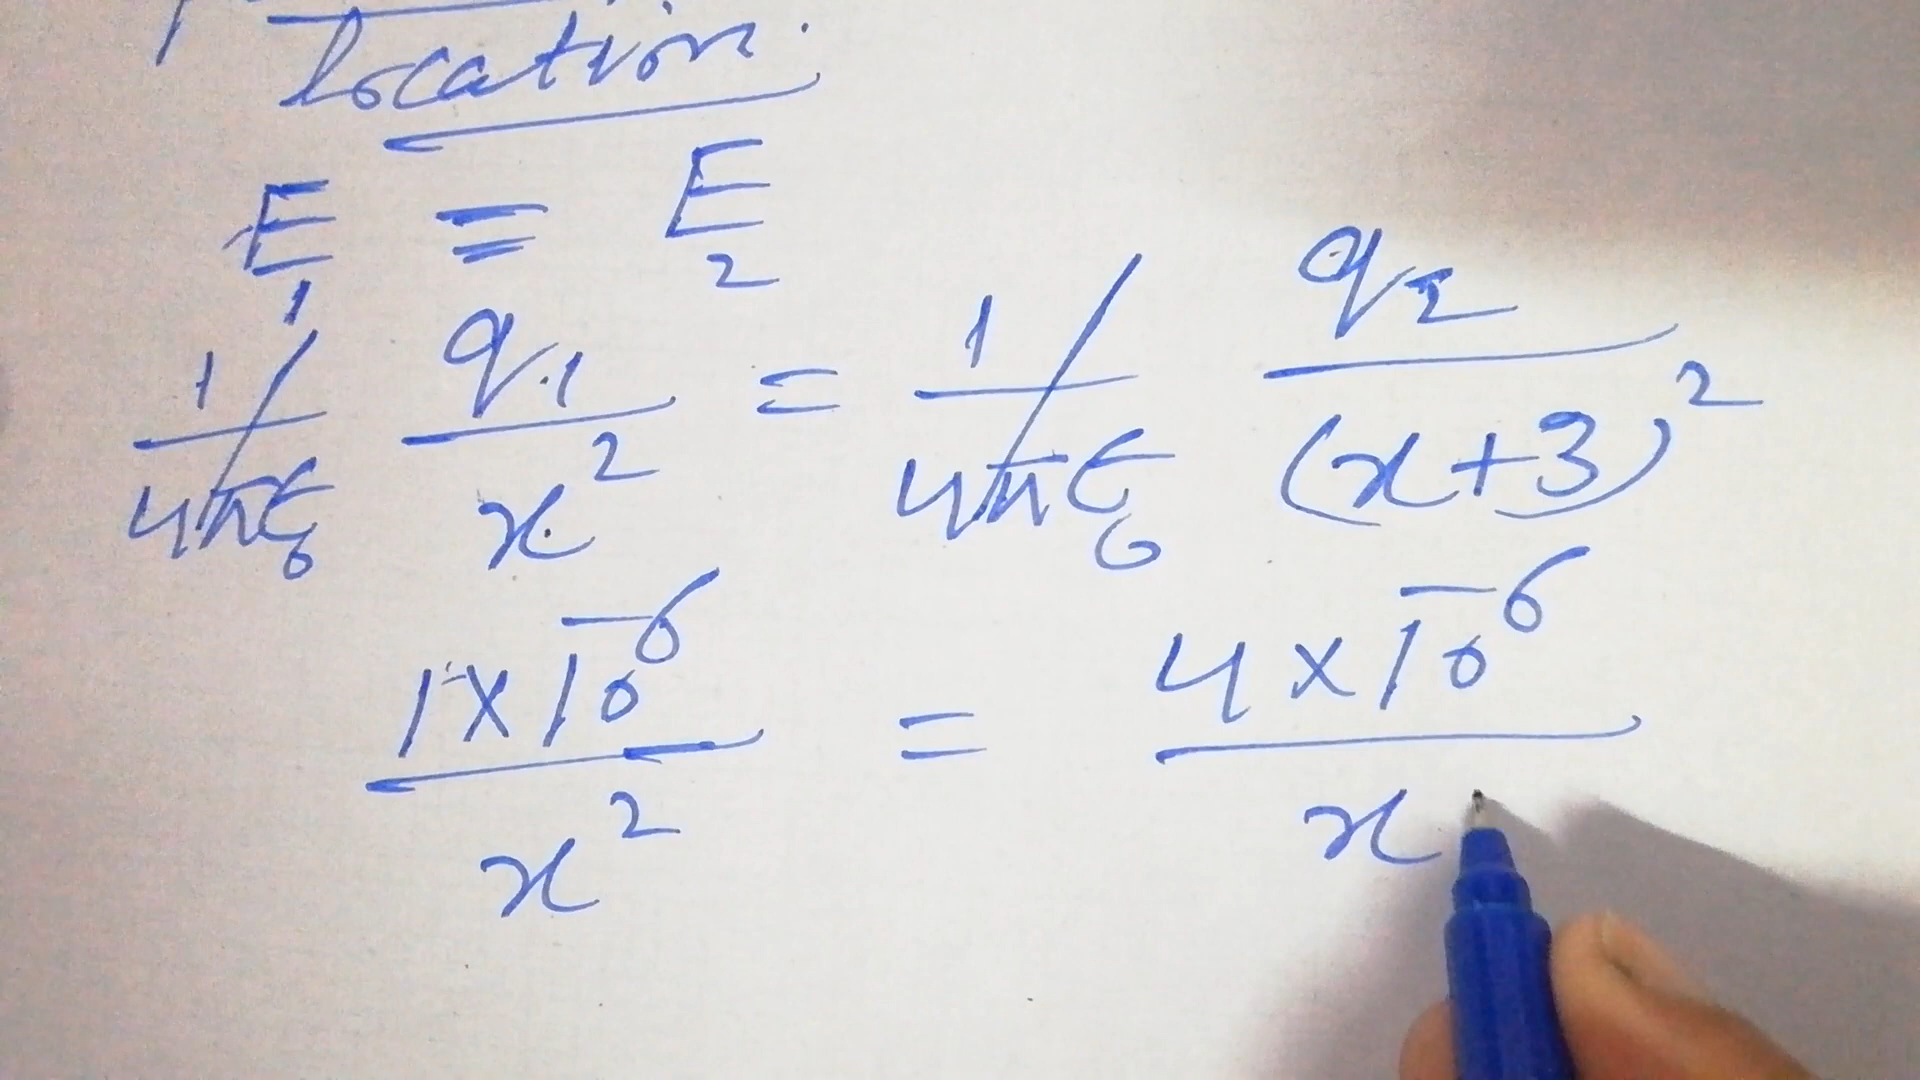 location.
E₁ = E₂
1/4πε₀ q₁/x² = 1/4πε₀ q₂/(x+3)²
1×10⁻⁶/x² = 4×10⁻⁶/x